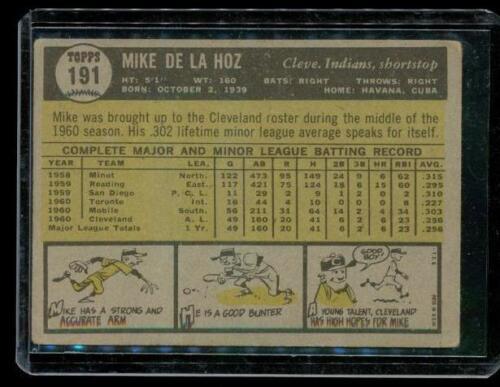 TOPPS
191
MIKE DE LA HOZ
Cleve. Indians, shortstop
HT: 5'1" WT: 160 BATS: RIGHT THROWS: RIGHT
BORN: OCTOBER 2, 1939 HOME: HAVANA, CUBA
Mike was brought up to the Cleveland roster during the middle of the
1960 season. His .302 lifetime minor league average speaks for itself.
COMPLETE MAJOR AND MINOR LEAGUE BATTING RECORD
YEAR TEAM LEA. G AB R H 2B 3B HR RBI AVG.
1958 Minot North. 122 473 95 149 24 9 6 62 .315
1959 Reading East. 117 421 75 124 18 6 15 60 .295
1959 San Diego P.C.L. 11 29 2 9 1 0 0 2 .310
1960 Toronto Int. 4 4 0 0 0 0 0 .000
1960 Mobile South. 56 211 31 64 14 2 4 34 .303
1960 Cleveland A.L. 49 160 20 41 6 2 6 23 .256
Major League Totals 1 Yr. 49 160 20 41 6 2 6 23 .256
MIKE HAS A STRONG AND
ACCURATE ARM
HE IS A GOOD BUNTER
GOOD BOY!
A YOUNG TALENT, CLEVELAND
HAS HIGH HOPES FOR MIKE